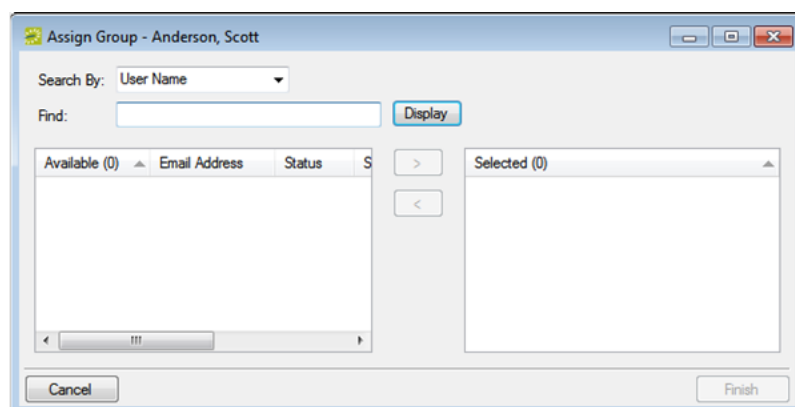 Assign Group - Anderson, Scott
Search By: User Name
Find: Display
Available (0) Email Address Status S > Selected (0)
<
Cancel Finish